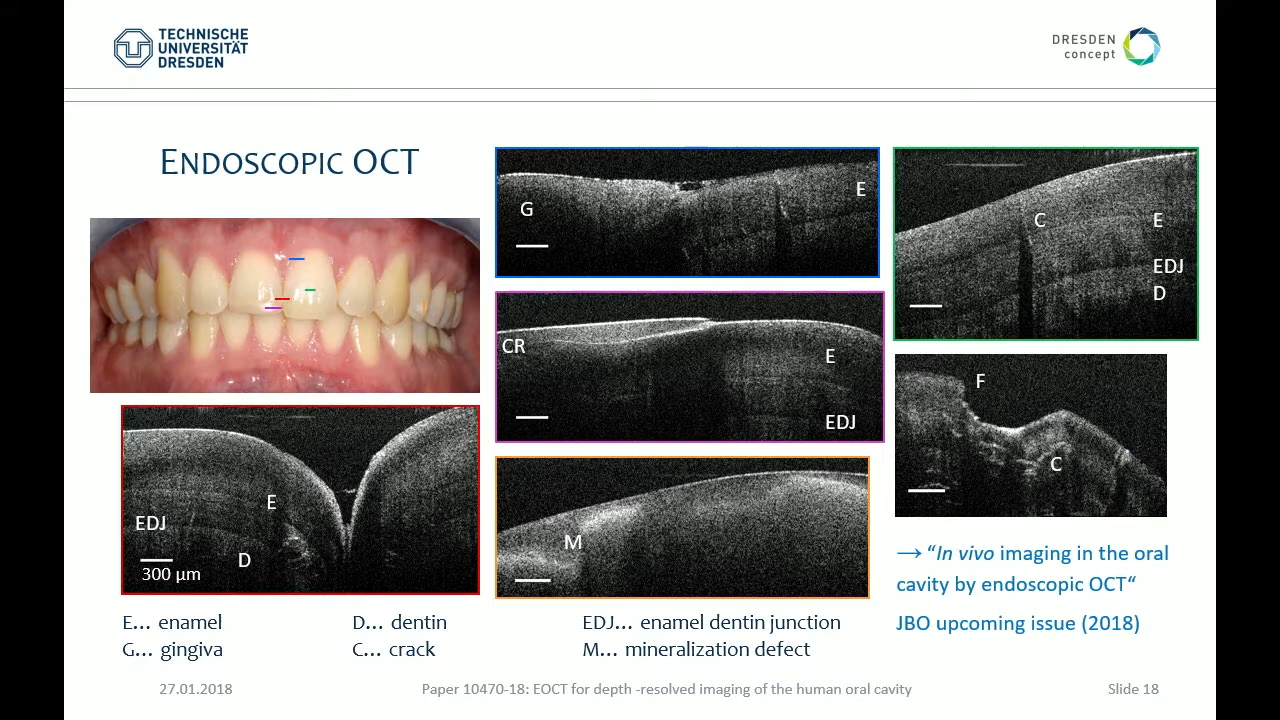 TECHNISCHE
UNIVERSITÄT
DRESDEN
DRESDEN
concept
ENDOSCOPIC OCT
G
E
C
E
EDJ
D
CR
E
EDJ
F
C
E
EDJ
D
300 µm
M
→ “In vivo imaging in the oral
cavity by endoscopic OCT“
JBO upcoming issue (2018)
E... enamel
D... dentin
EDJ... enamel dentin junction
G... gingiva
C... crack
M... mineralization defect
27.01.2018
Paper 10470-18: EOCT for depth -resolved imaging of the human oral cavity
Slide 18